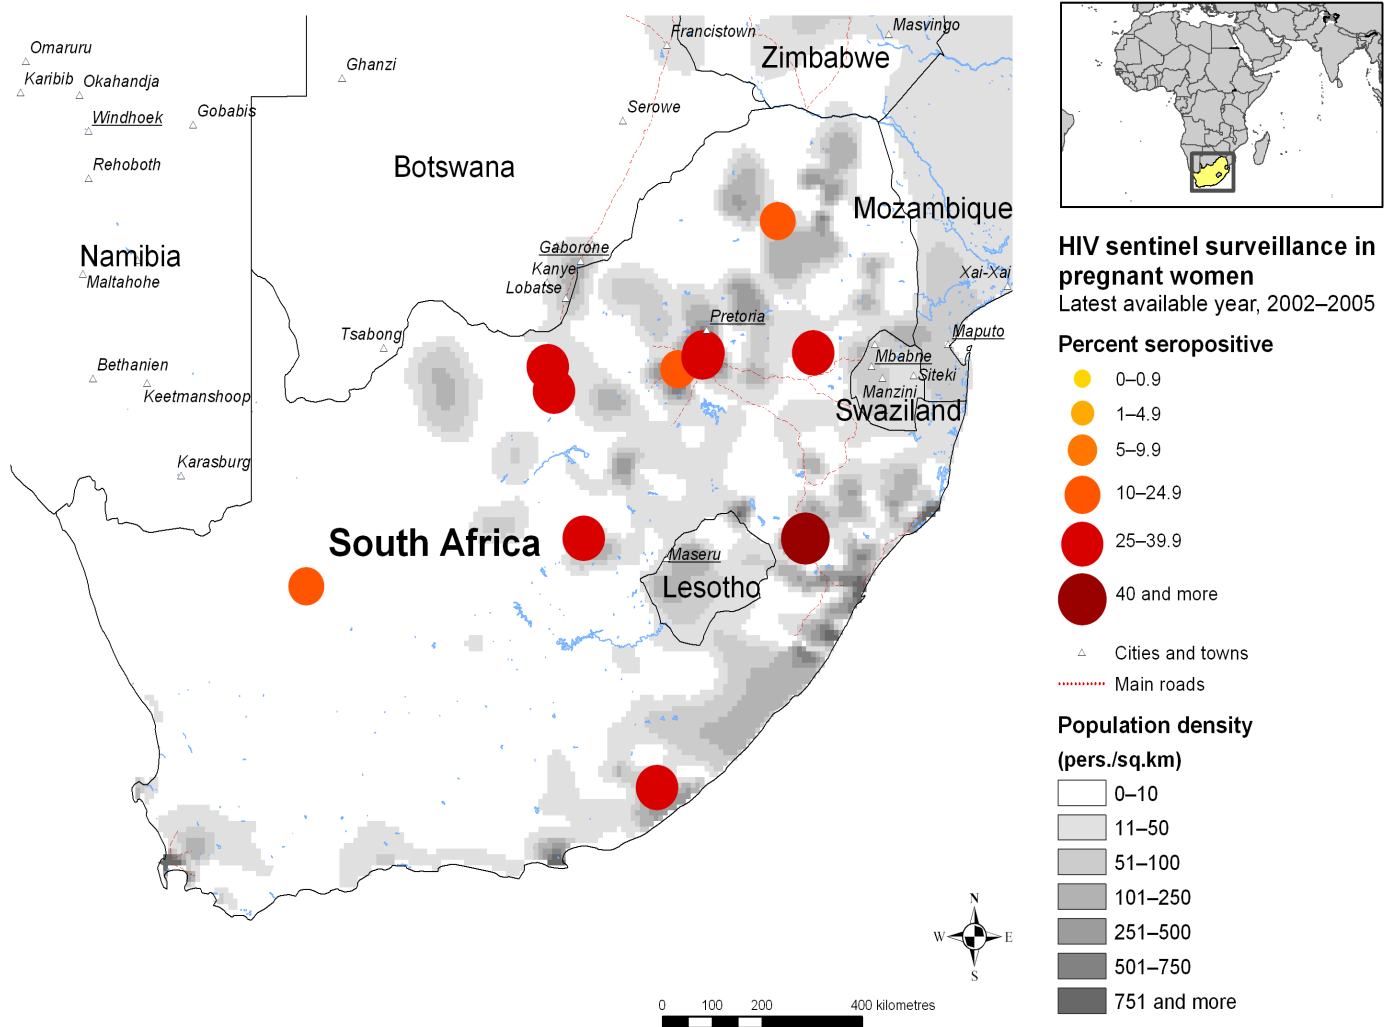 Francistown
Masvingo
Omaruru
Zimbabwe
Ghanzi
Karibib
Okahandja
Serowe
Gobabis
Windhoek
Botswana
Rehoboth
Mozambique
Namibia
Gaborone
Kanye
Xai-Xai
Maltahohe
Lobatse
Pretoria
Tsabong
Maputo
Mbabne
Bethanien
Siteki
Keetmanshoop
Manzini
Swaziland
Karasburg
South Africa
Maseru
Lesotho
N
W
E
S
0 100 200 400 kilometres
HIV sentinel surveillance in
pregnant women
Latest available year, 2002–2005
Percent seropositive
0–0.9
1–4.9
5–9.9
10–24.9
25–39.9
40 and more
Cities and towns
Main roads
Population density
(pers./sq.km)
0–10
11–50
51–100
101–250
251–500
501–750
751 and more